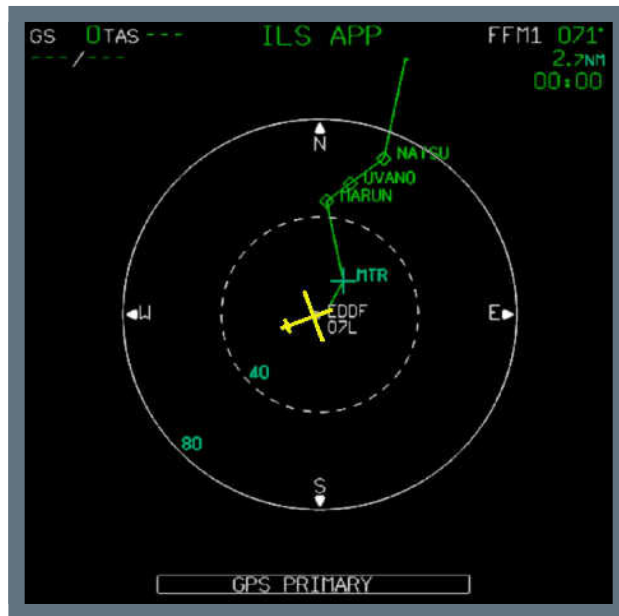 GS 0 TAS --- ILS APP FFM1 071°
---/--- 2.7NM
00:00
N
NATSU
UVANO
MARUN
MTR
W EDDF E
07L
40
80
S
GPS PRIMARY